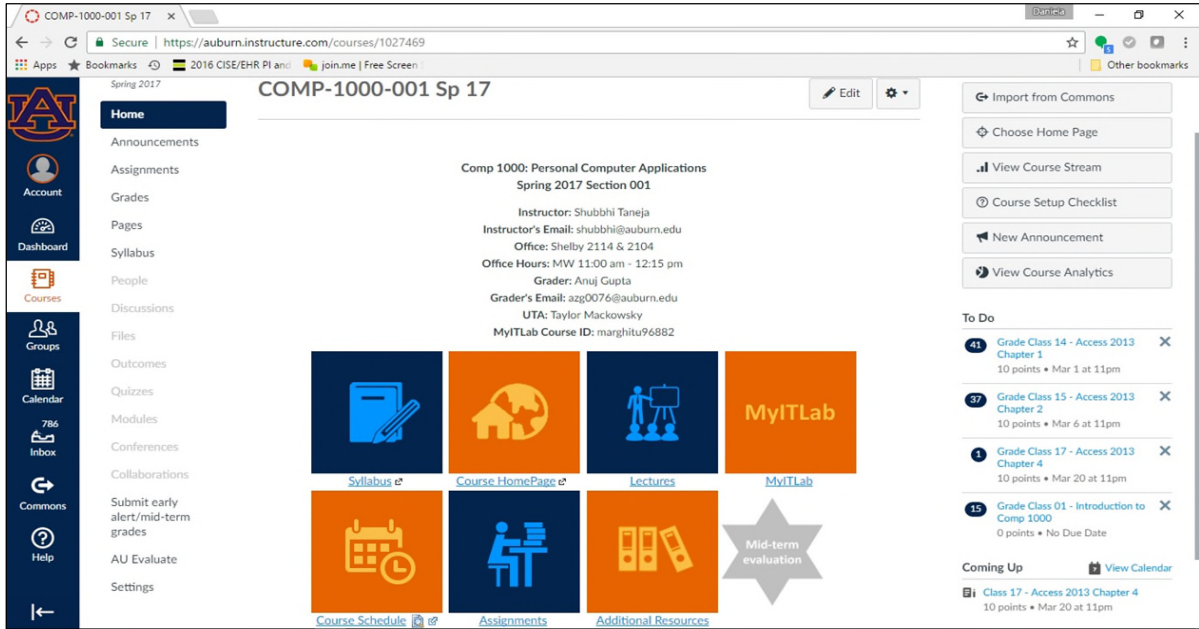 COMP-1000-001 Sp 17
Daniela
Secure | https://auburn.instructure.com/courses/1027469
Apps Bookmarks 2016 CISE/EHR PI and join.me | Free Screen Other bookmarks
AU
Account
Dashboard
Courses
Groups
Calendar
786
Inbox
Commons
Help
Spring 2017
Home
Announcements
Assignments
Grades
Pages
Syllabus
People
Discussions
Files
Outcomes
Quizzes
Modules
Conferences
Collaborations
Submit early
alert/mid-term
grades
AU Evaluate
Settings
COMP-1000-001 Sp 17
Edit
Comp 1000: Personal Computer Applications
Spring 2017 Section 001
Instructor: Shubbhi Taneja
Instructor's Email: shubbhi@auburn.edu
Office: Shelby 2114 & 2104
Office Hours: MW 11:00 am - 12:15 pm
Grader: Anuj Gupta
Grader's Email: azg0076@auburn.edu
UTA: Taylor Mackowsky
MyITLab Course ID: marghitu96882
MyITLab
Syllabus Course HomePage Lectures MyITLab
Mid-term
evaluation
Course Schedule Assignments Additional Resources
Import from Commons
Choose Home Page
View Course Stream
Course Setup Checklist
New Announcement
View Course Analytics
To Do
41 Grade Class 14 - Access 2013
Chapter 1
10 points • Mar 1 at 11pm
37 Grade Class 15 - Access 2013
Chapter 2
10 points • Mar 6 at 11pm
1 Grade Class 17 - Access 2013
Chapter 4
10 points • Mar 20 at 11pm
15 Grade Class 01 - Introduction to
Comp 1000
0 points • No Due Date
Coming Up View Calendar
Class 17 - Access 2013 Chapter 4
10 points • Mar 20 at 11pm